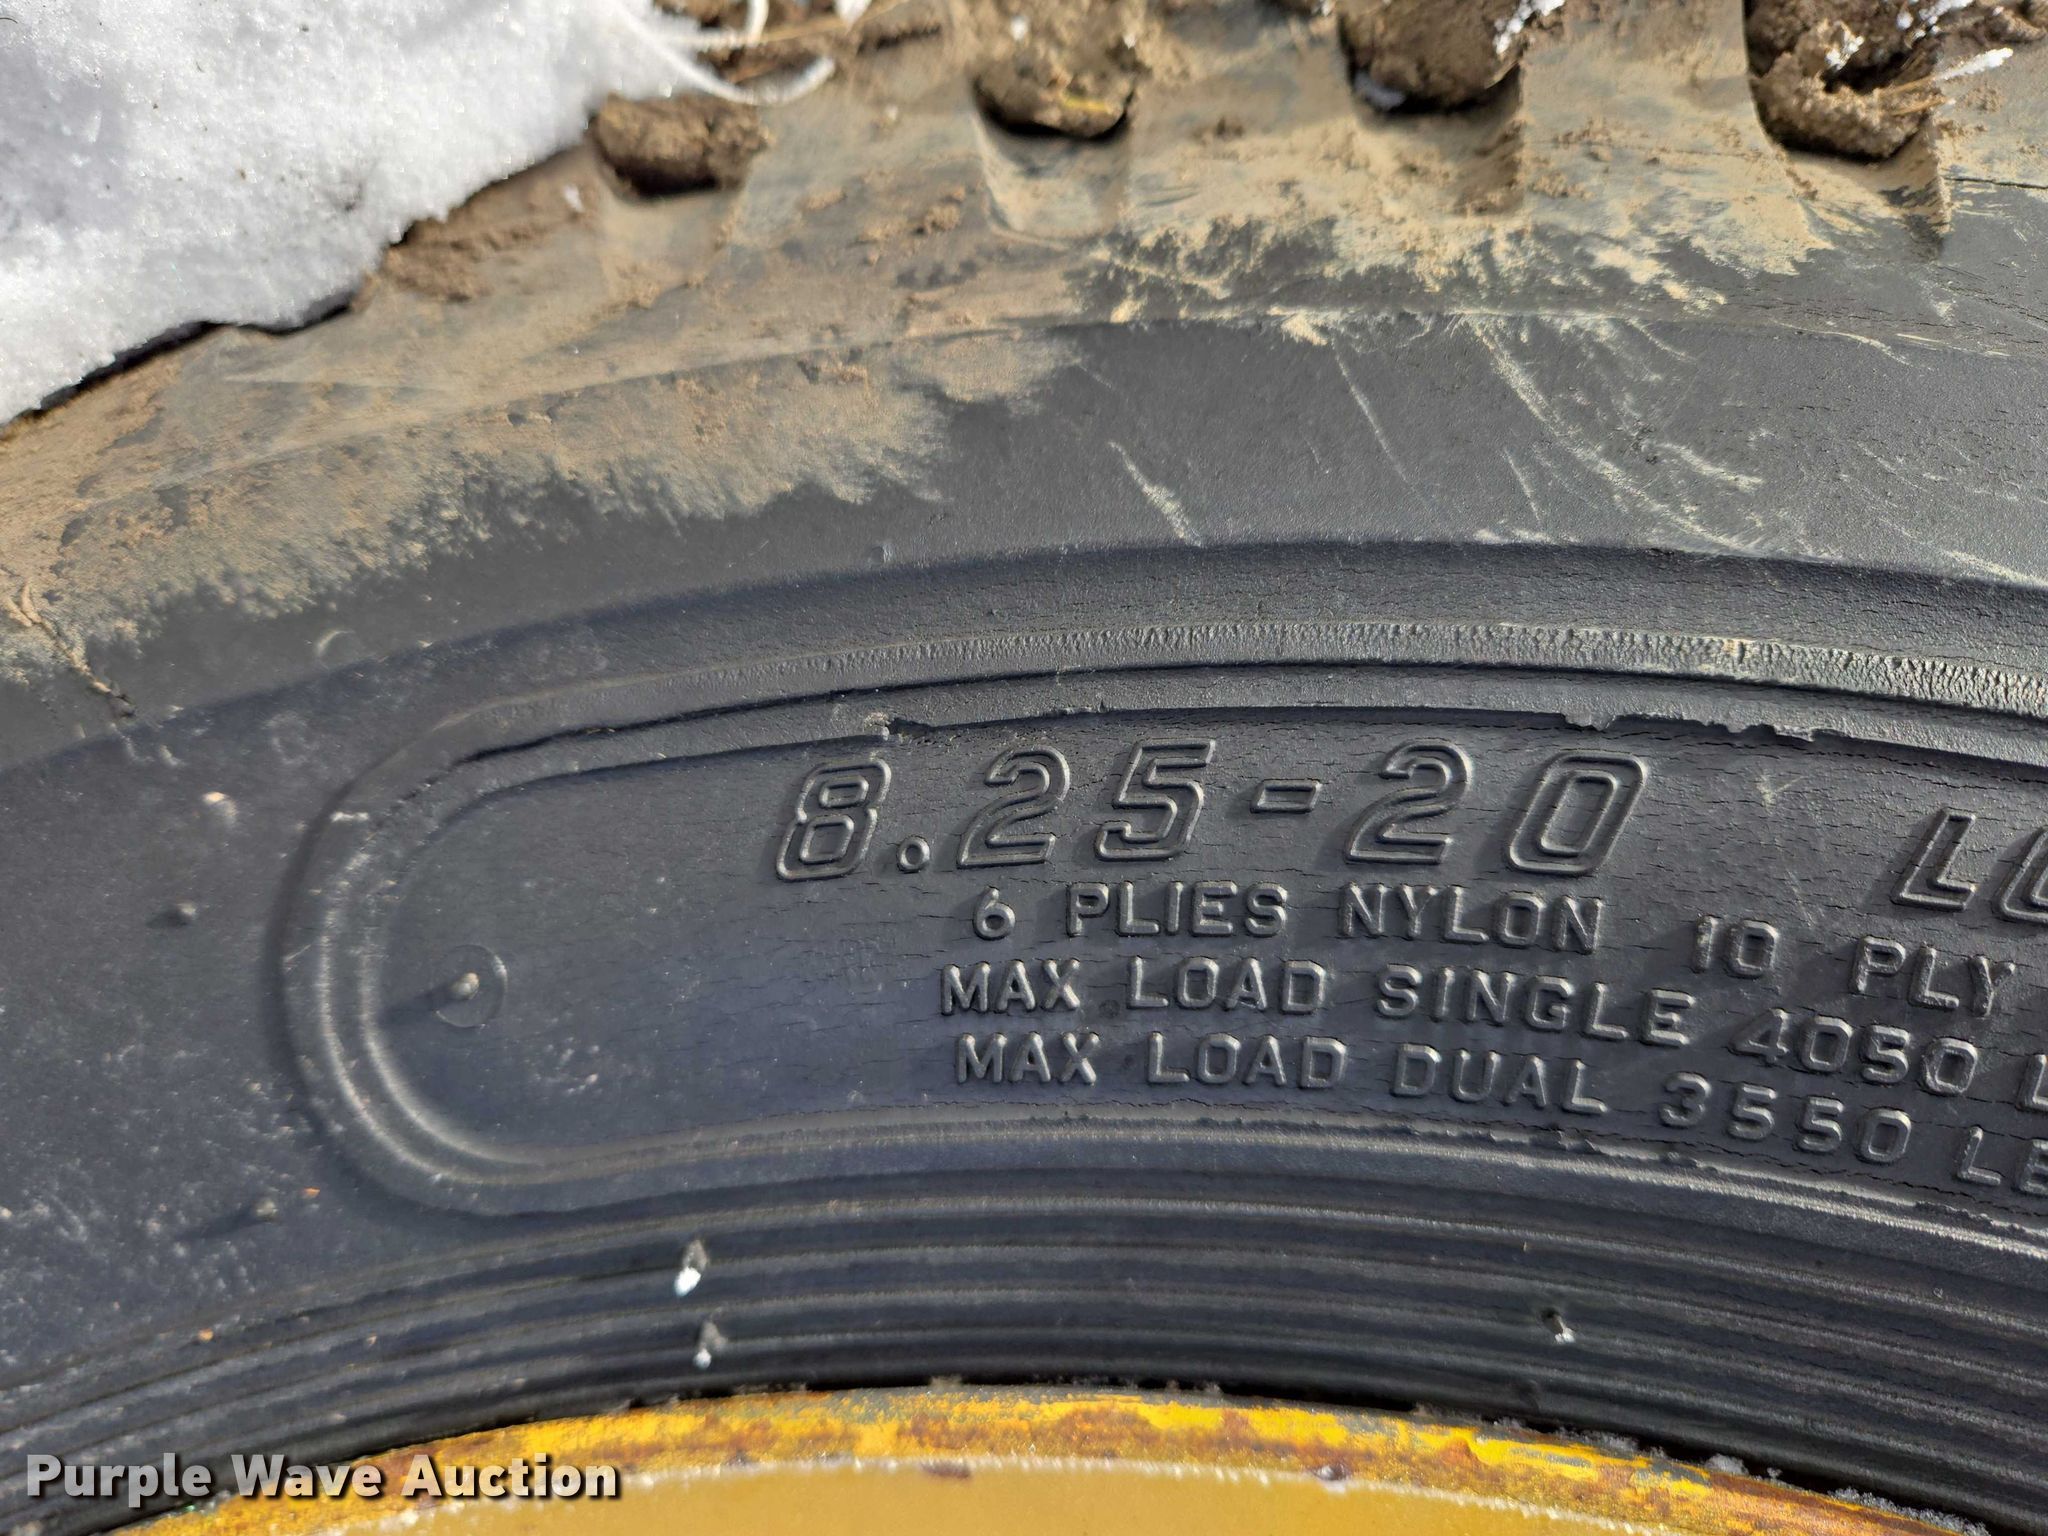 8.25-20
6 PLIES NYLON 10 PLY
MAX LOAD SINGLE 4050
MAX LOAD DUAL 3550
Purple Wave Auction